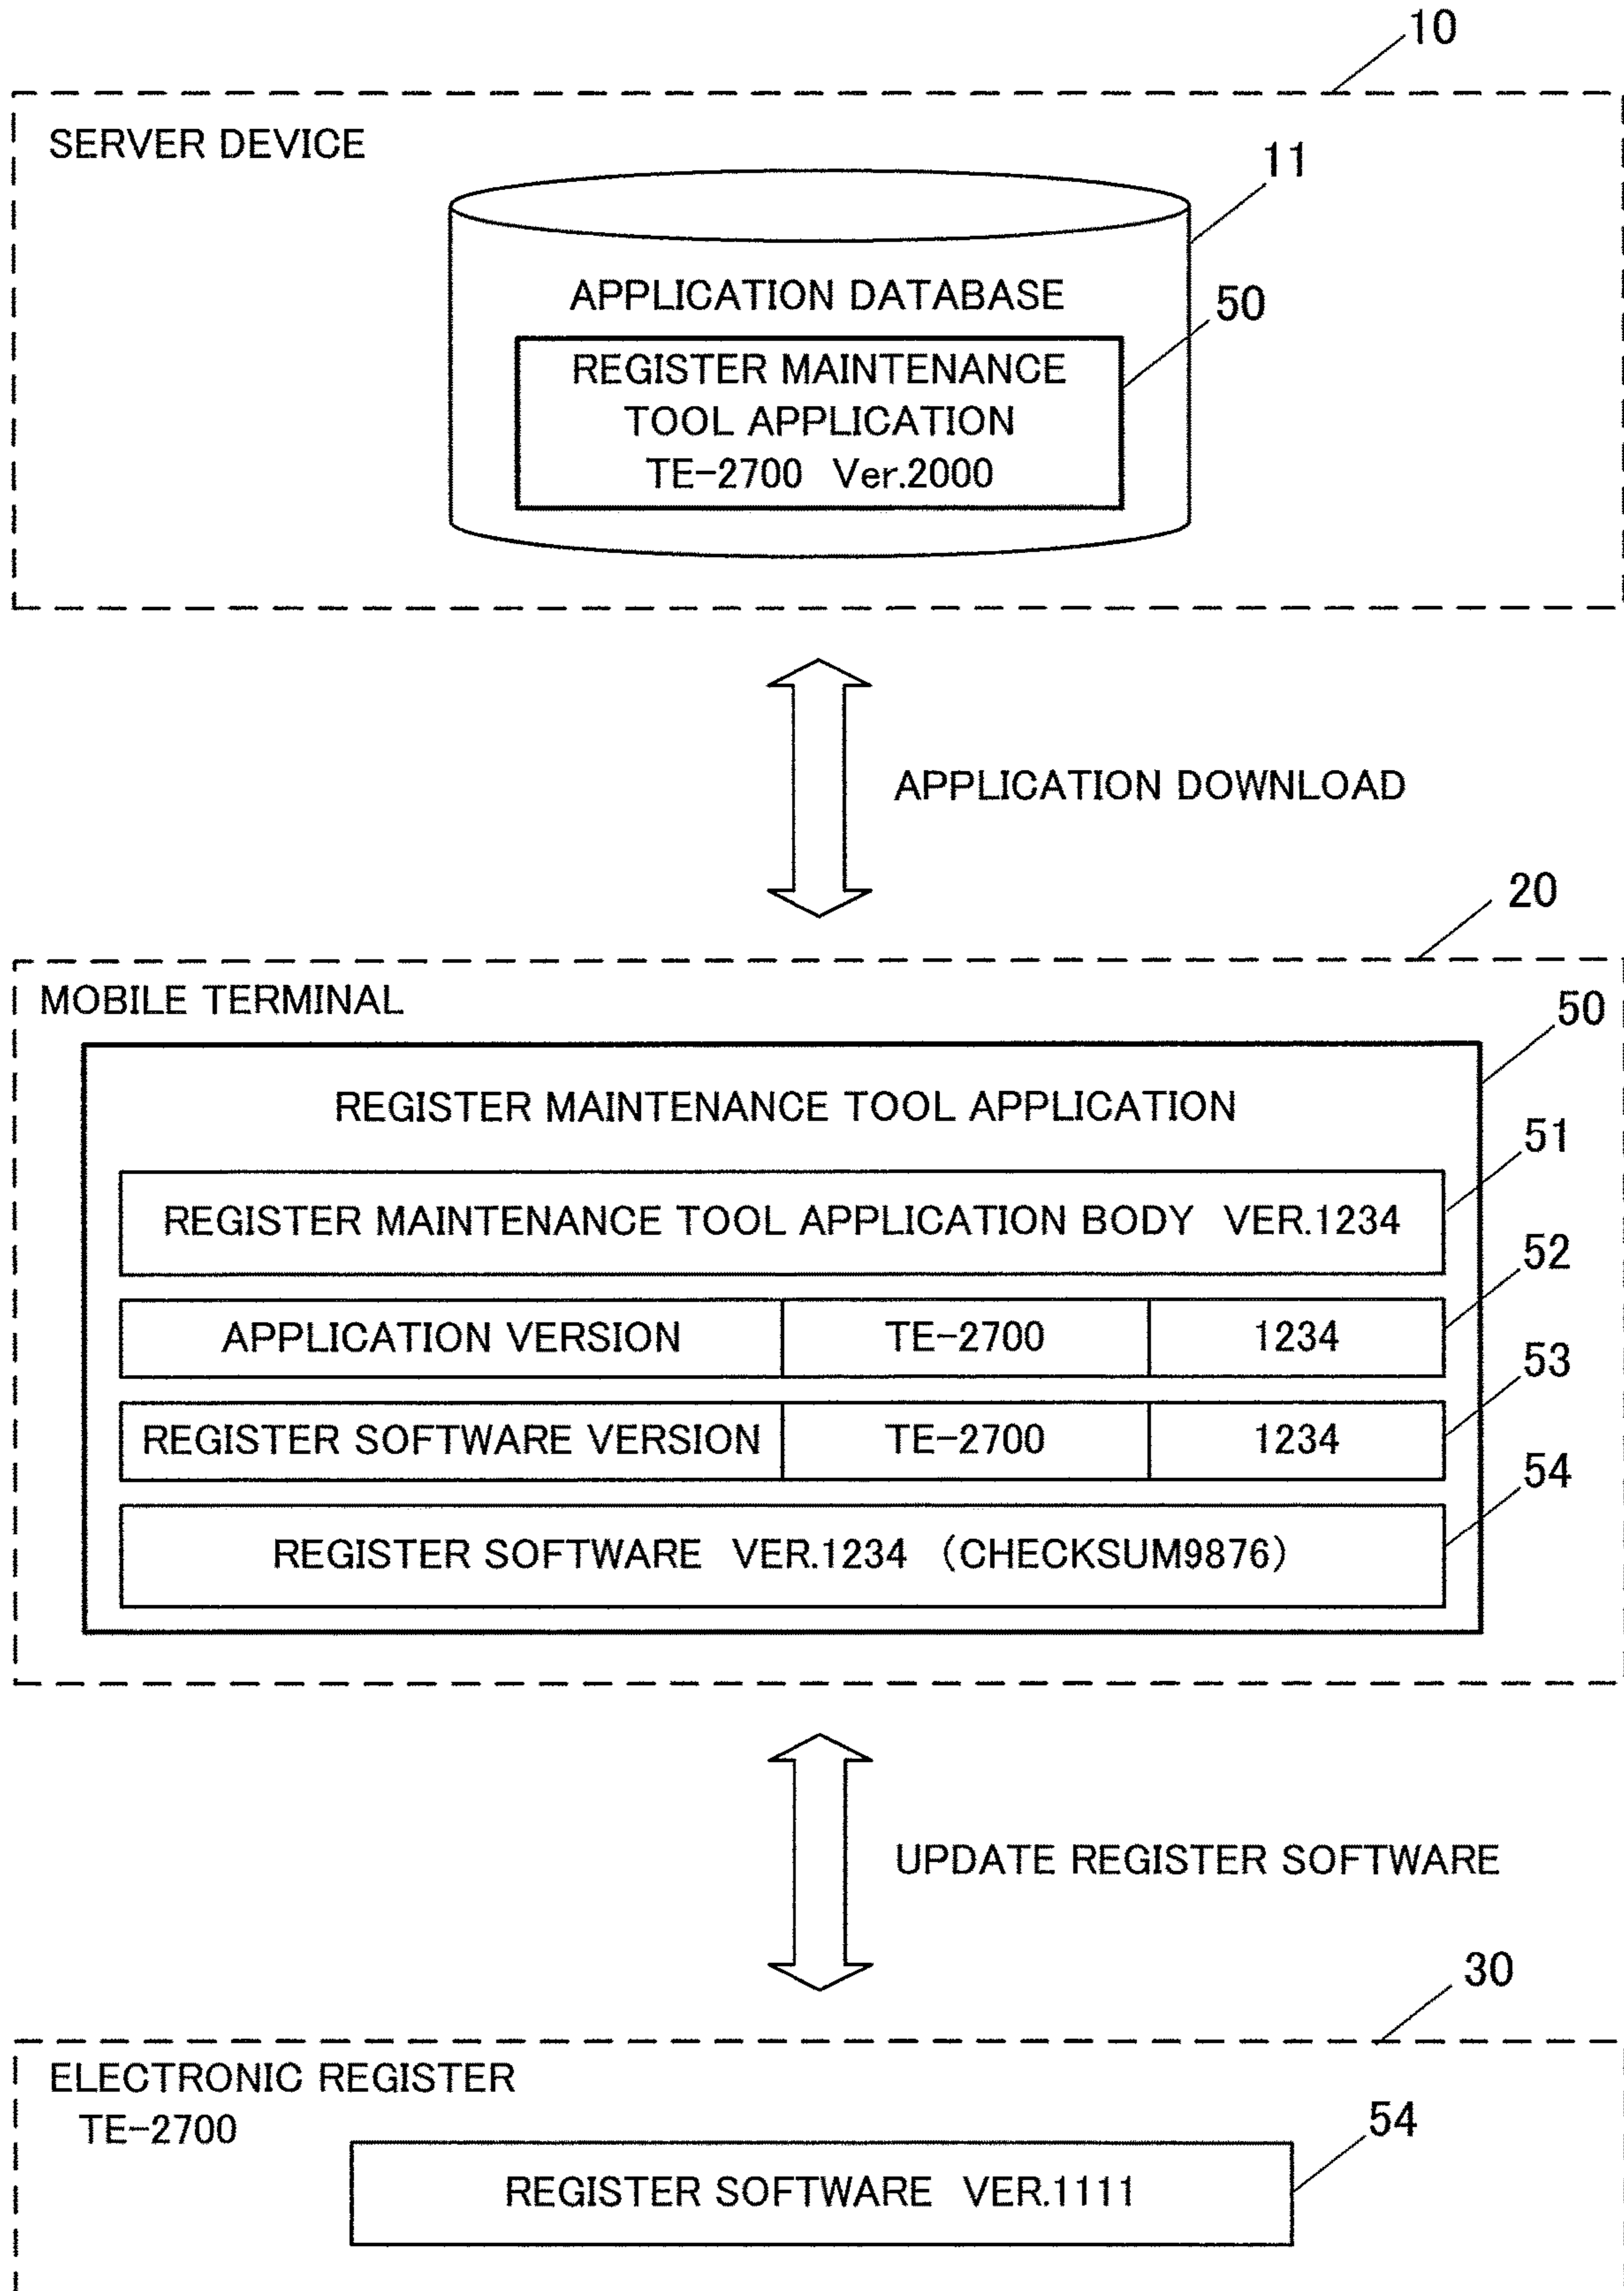 10
SERVER DEVICE
11
APPLICATION DATABASE
50
REGISTER MAINTENANCE
TOOL APPLICATION
TE-2700 Ver.2000
APPLICATION DOWNLOAD
20
MOBILE TERMINAL
50
REGISTER MAINTENANCE TOOL APPLICATION
51
REGISTER MAINTENANCE TOOL APPLICATION BODY VER.1234
52
APPLICATION VERSION TE-2700 1234
53
REGISTER SOFTWARE VERSION TE-2700 1234
54
REGISTER SOFTWARE VER.1234 (CHECKSUM9876)
UPDATE REGISTER SOFTWARE
30
ELECTRONIC REGISTER
TE-2700
54
REGISTER SOFTWARE VER.1111